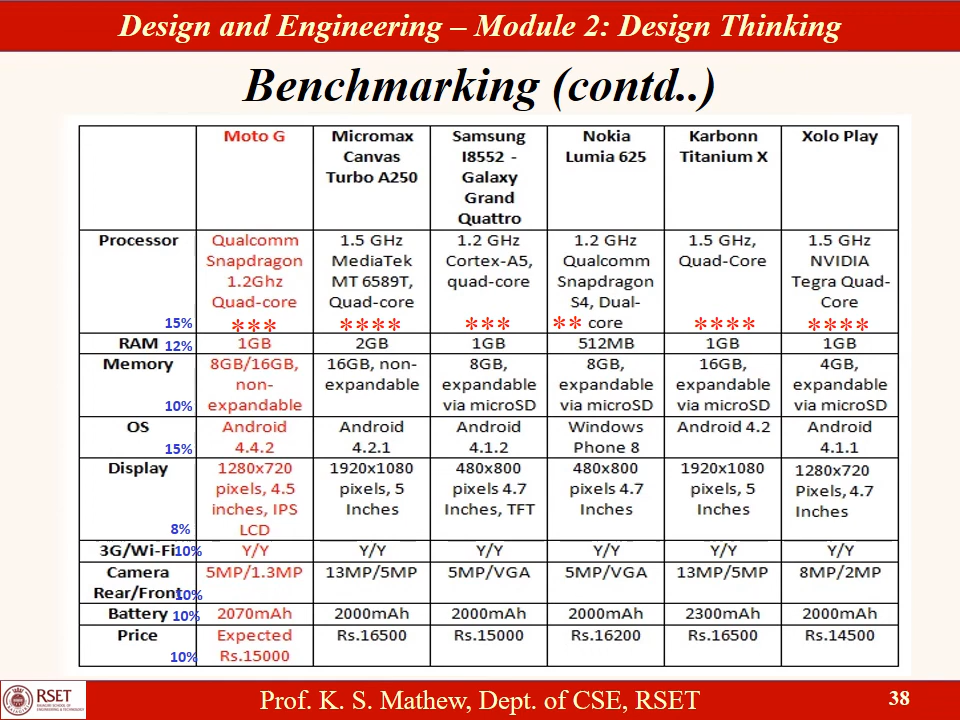 Design and Engineering – Module 2: Design Thinking
Benchmarking (contd..)
Moto G
Micromax
Canvas
Turbo A250
Samsung
I8552 -
Galaxy
Grand
Quattro
Nokia
Lumia 625
Karbonn
Titanium X
Xolo Play
Processor
15%
Qualcomm
Snapdragon
1.2Ghz
Quad-core
***
1.5 GHz
MediaTek
MT 6589T,
Quad-core
****
1.2 GHz
Cortex-A5,
quad-core
***
1.2 GHz
Qualcomm
Snapdragon
S4, Dual-
** core
1.5 GHz,
Quad-Core
****
1.5 GHz
NVIDIA
Tegra Quad-
Core
****
RAM 12%
1GB
2GB
1GB
512MB
1GB
1GB
Memory
10%
8GB/16GB,
non-
expandable
16GB, non-
expandable
8GB,
expandable
via microSD
8GB,
expandable
via microSD
16GB,
expandable
via microSD
4GB,
expandable
via microSD
OS
15%
Android
4.4.2
Android
4.2.1
Android
4.1.2
Windows
Phone 8
Android 4.2
Android
4.1.1
Display
8%
1280x720
pixels, 4.5
inches, IPS
LCD
1920x1080
pixels, 5
Inches
480x800
pixels 4.7
Inches, TFT
480x800
pixels 4.7
Inches
1920x1080
pixels, 5
Inches
1280x720
Pixels, 4.7
Inches
3G/Wi-Fi 10%
Y/Y
Y/Y
Y/Y
Y/Y
Y/Y
Y/Y
Camera
Rear/Front 10%
5MP/1.3MP
13MP/5MP
5MP/VGA
5MP/VGA
13MP/5MP
8MP/2MP
Battery 10%
2070mAh
2000mAh
2000mAh
2000mAh
2300mAh
2000mAh
Price
10%
Expected
Rs.15000
Rs.16500
Rs.15000
Rs.16200
Rs.16500
Rs.14500
RSET
Prof. K. S. Mathew, Dept. of CSE, RSET
38